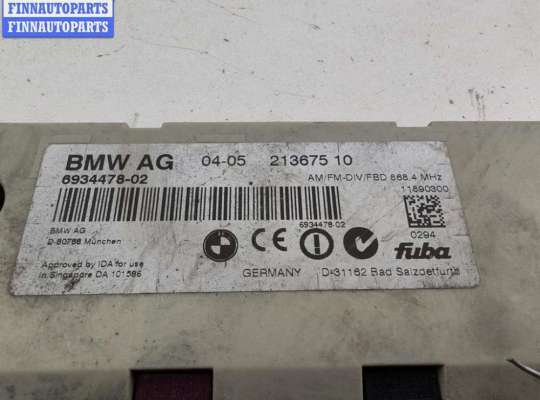 FINNAUTOPARTS
FINNAUTOPARTS
BMW AG 04-05 213675 10
6934478-02 AM/FM-DIV/FBD 868.4 MHz
11890300
6934478-02
BMW AG
D-80788 München
0294
Approved by IDA for use
in Singapore DA 101586
CE fuba
GERMANY D-31162 Bad Salzdetfurth